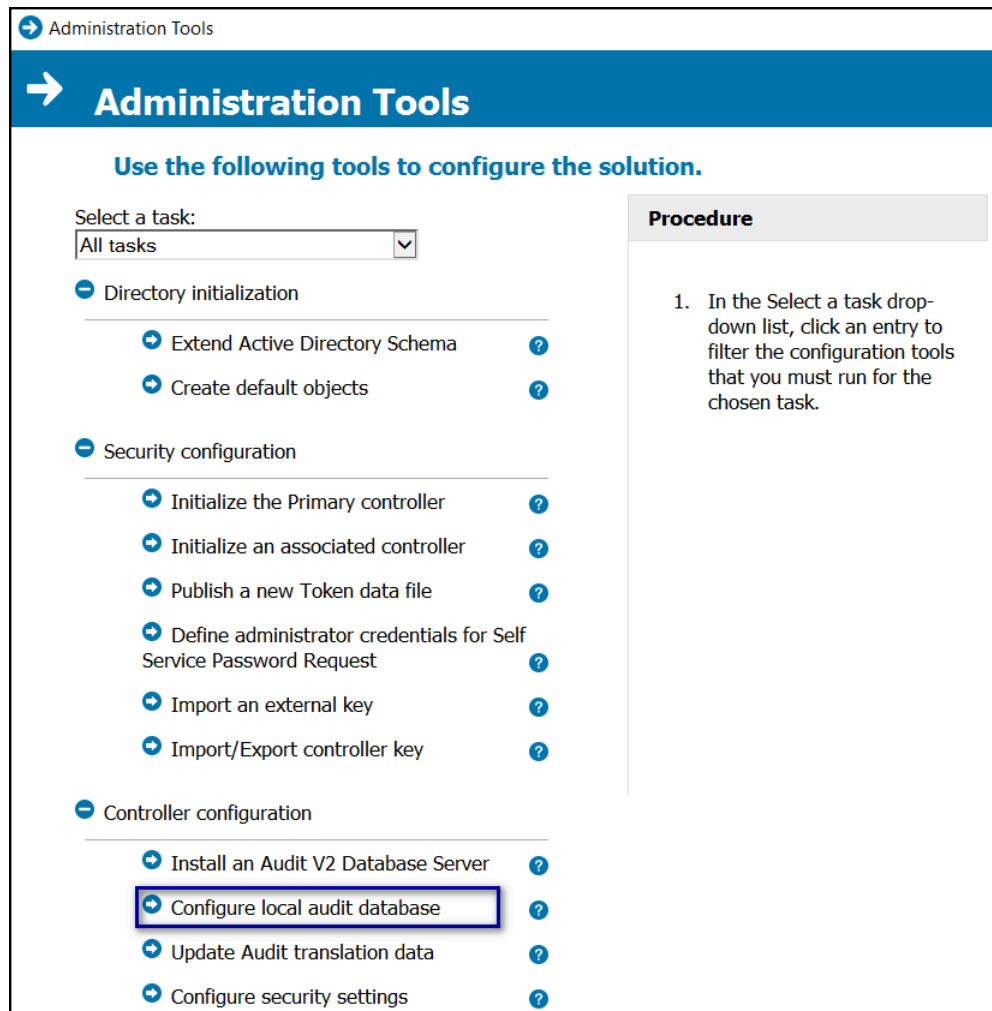 Administration Tools
Administration Tools
Use the following tools to configure the solution.
Select a task:
All tasks
Directory initialization
Extend Active Directory Schema
Create default objects
Security configuration
Initialize the Primary controller
Initialize an associated controller
Publish a new Token data file
Define administrator credentials for Self
Service Password Request
Import an external key
Import/Export controller key
Controller configuration
Install an Audit V2 Database Server
Configure local audit database
Update Audit translation data
Configure security settings
Procedure
1. In the Select a task drop-
down list, click an entry to
filter the configuration tools
that you must run for the
chosen task.